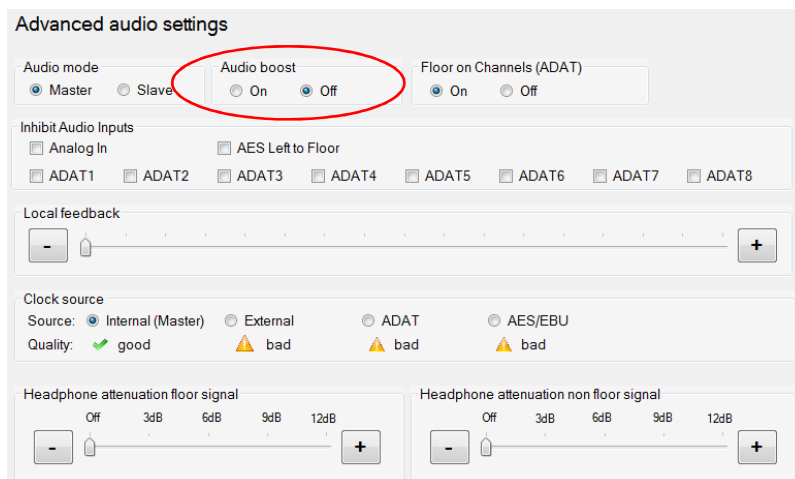 Advanced audio settings
Audio mode Audio boost Floor on Channels (ADAT)
Master Slave On Off On Off
Inhibit Audio Inputs
Analog In AES Left to Floor
ADAT1 ADAT2 ADAT3 ADAT4 ADAT5 ADAT6 ADAT7 ADAT8
Local feedback
- +
Clock source
Source: Internal (Master) External ADAT AES/EBU
Quality: good bad bad bad
Headphone attenuation floor signal Headphone attenuation non floor signal
Off 3dB 6dB 9dB 12dB Off 3dB 6dB 9dB 12dB
- + - +